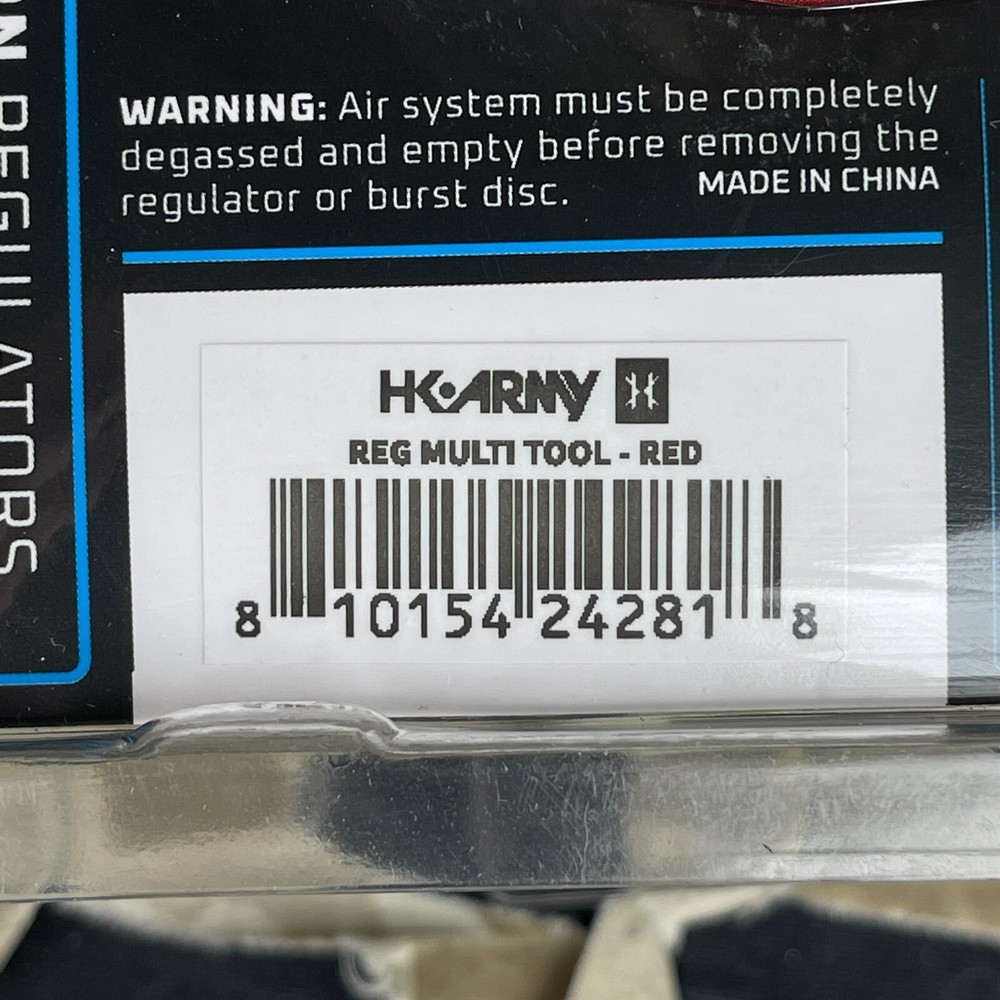 WARNING: Air system must be completely
degassed and empty before removing the
regulator or burst disc.
MADE IN CHINA
HK ARMY
REG MULTI TOOL - RED
8 10154 24281 8
REGULATORS